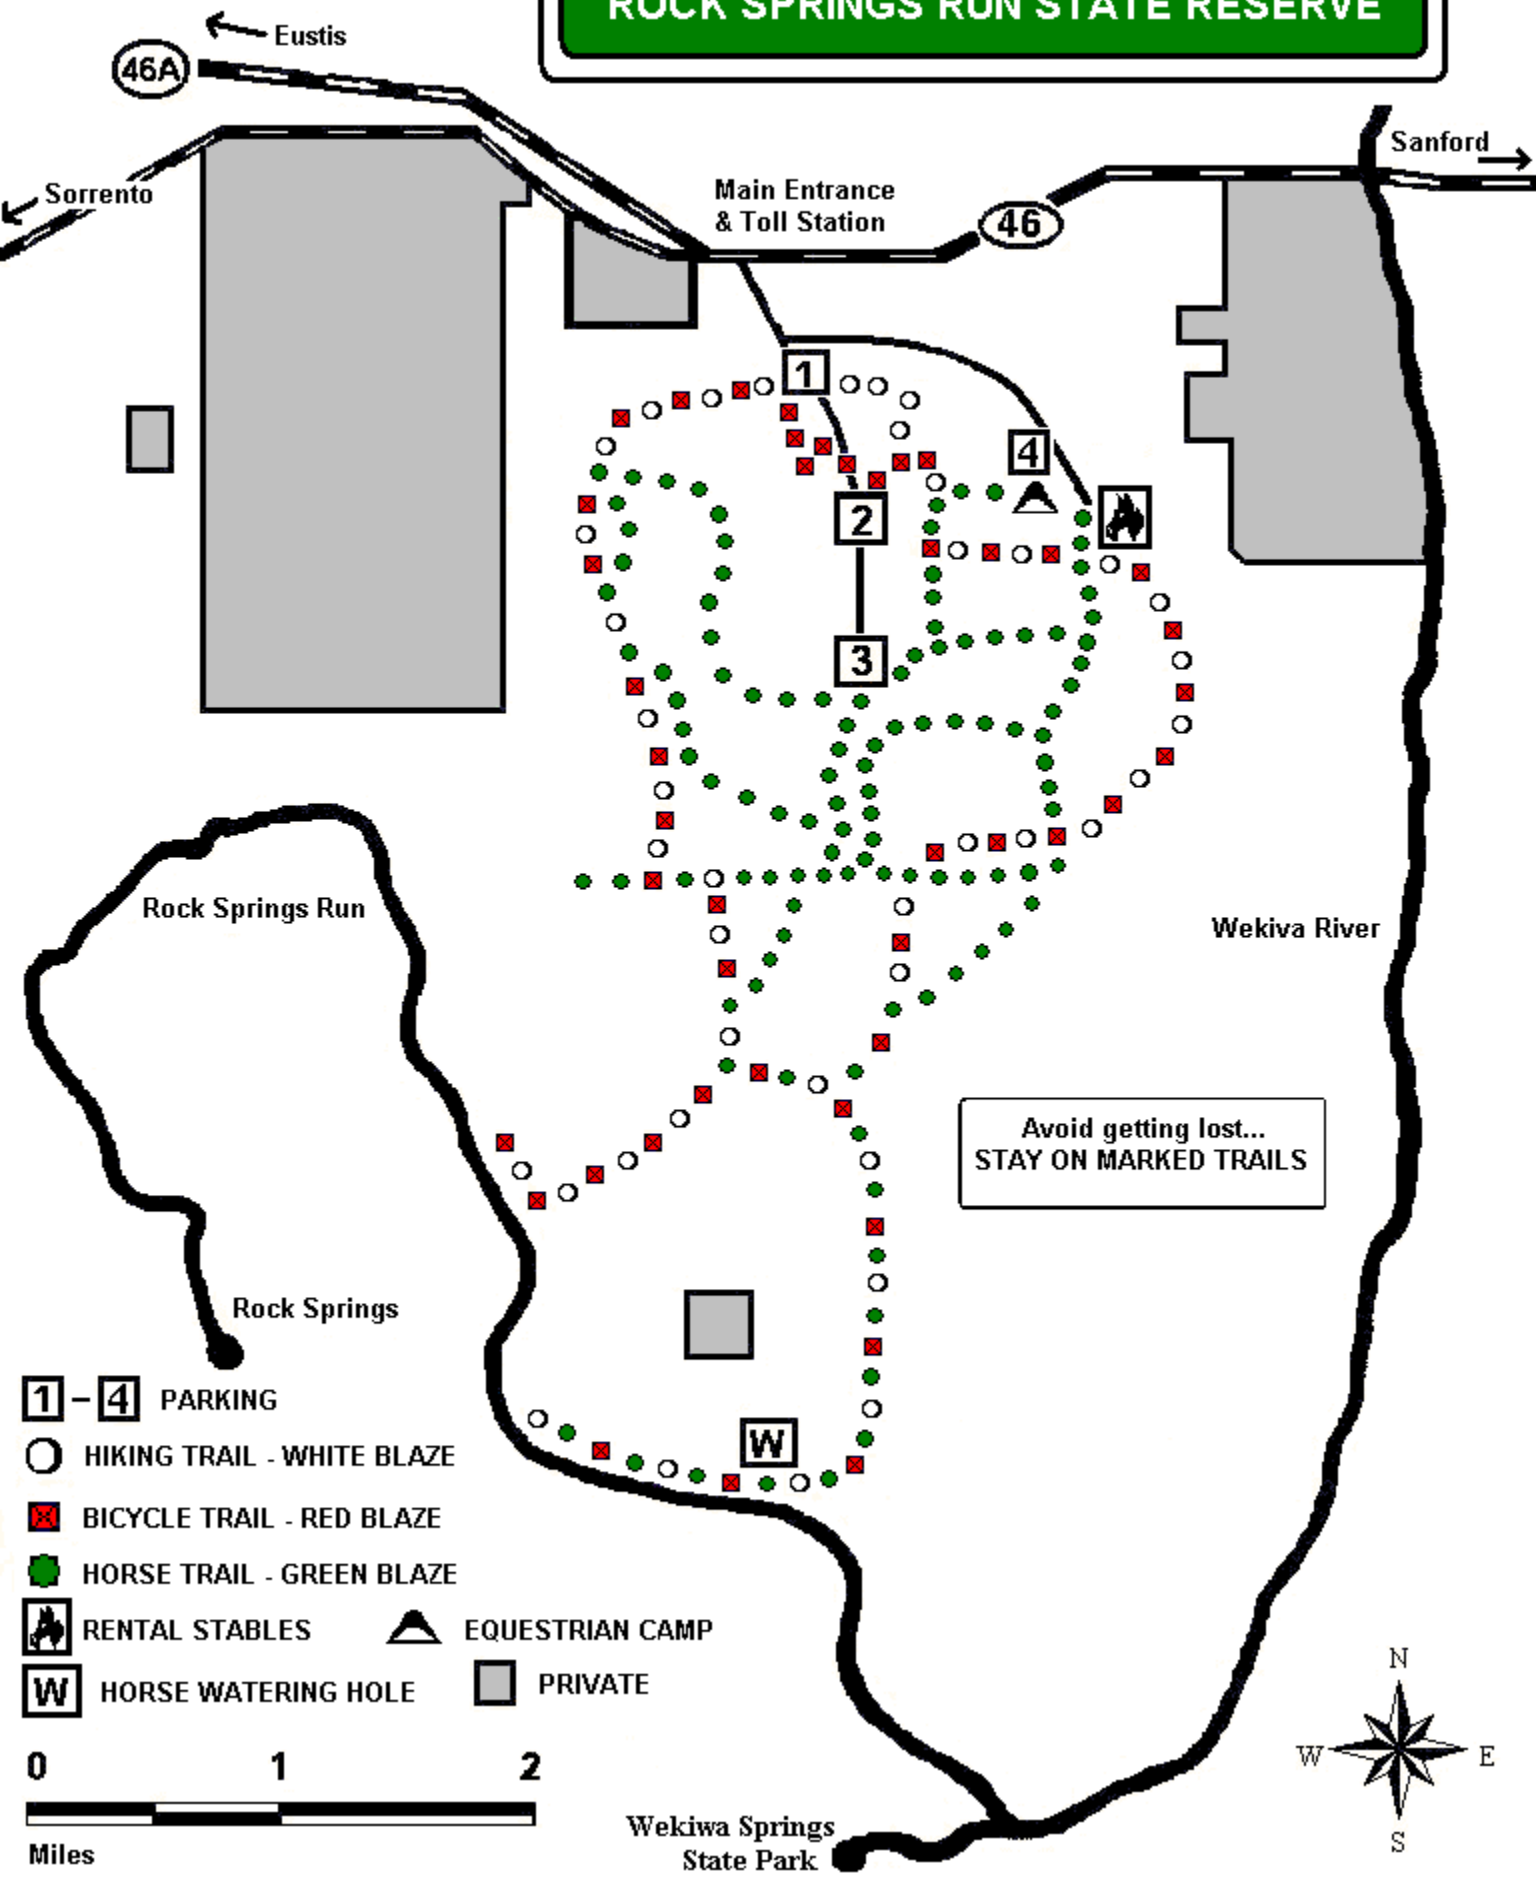 ROCK SPRINGS RUN STATE RESERVE
Eustis
46A
Sanford
Sorrento
Main Entrance
& Toll Station
46
1
4
2
3
Rock Springs Run
Wekiva River
Avoid getting lost...
STAY ON MARKED TRAILS
Rock Springs
1 - 4 PARKING
W
HIKING TRAIL - WHITE BLAZE
BICYCLE TRAIL - RED BLAZE
HORSE TRAIL - GREEN BLAZE
RENTAL STABLES
EQUESTRIAN CAMP
W HORSE WATERING HOLE
PRIVATE
N
W E
S
0 1 2
Miles
Wekiwa Springs
State Park